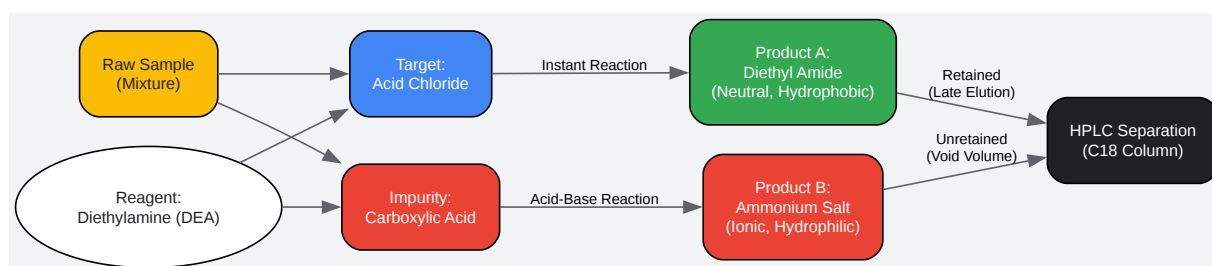 Raw Sample
(Mixture)
Target:
Acid Chloride
Instant Reaction
Product A:
Diethyl Amide
(Neutral, Hydrophobic)
Retained
(Late Elution)
HPLC Separation
(C18 Column)
Unretained
(Void Volume)
Reagent:
Diethylamine (DEA)
Impurity:
Carboxylic Acid
Acid-Base Reaction
Product B:
Ammonium Salt
(Ionic, Hydrophilic)